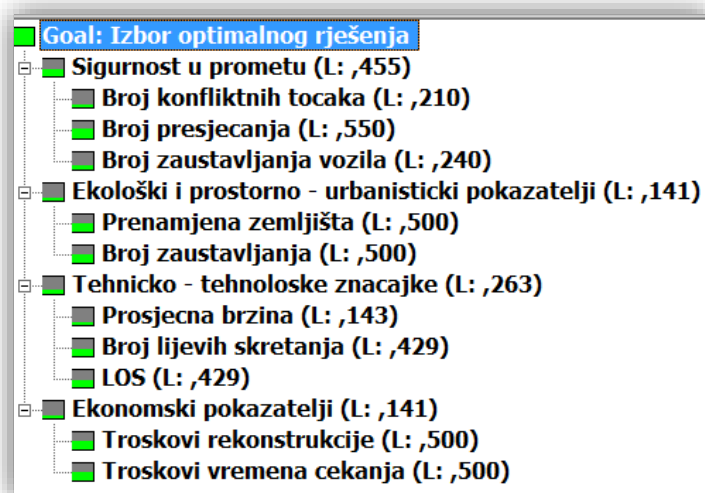 Goal: Izbor optimalnog rješenja
Sigurnost u prometu (L: ,455)
Broj konfliktnih tocaka (L: ,210)
Broj presjecanja (L: ,550)
Broj zaustavljanja vozila (L: ,240)
Ekološki i prostorno - urbanisticki pokazatelji (L: ,141)
Prenamjena zemljišta (L: ,500)
Broj zaustavljanja (L: ,500)
Tehnicko - tehnoloske znacajke (L: ,263)
Prosjecna brzina (L: ,143)
Broj lijevih skretanja (L: ,429)
LOS (L: ,429)
Ekonomski pokazatelji (L: ,141)
Troskovi rekonstrukcije (L: ,500)
Troskovi vremena cekanja (L: ,500)